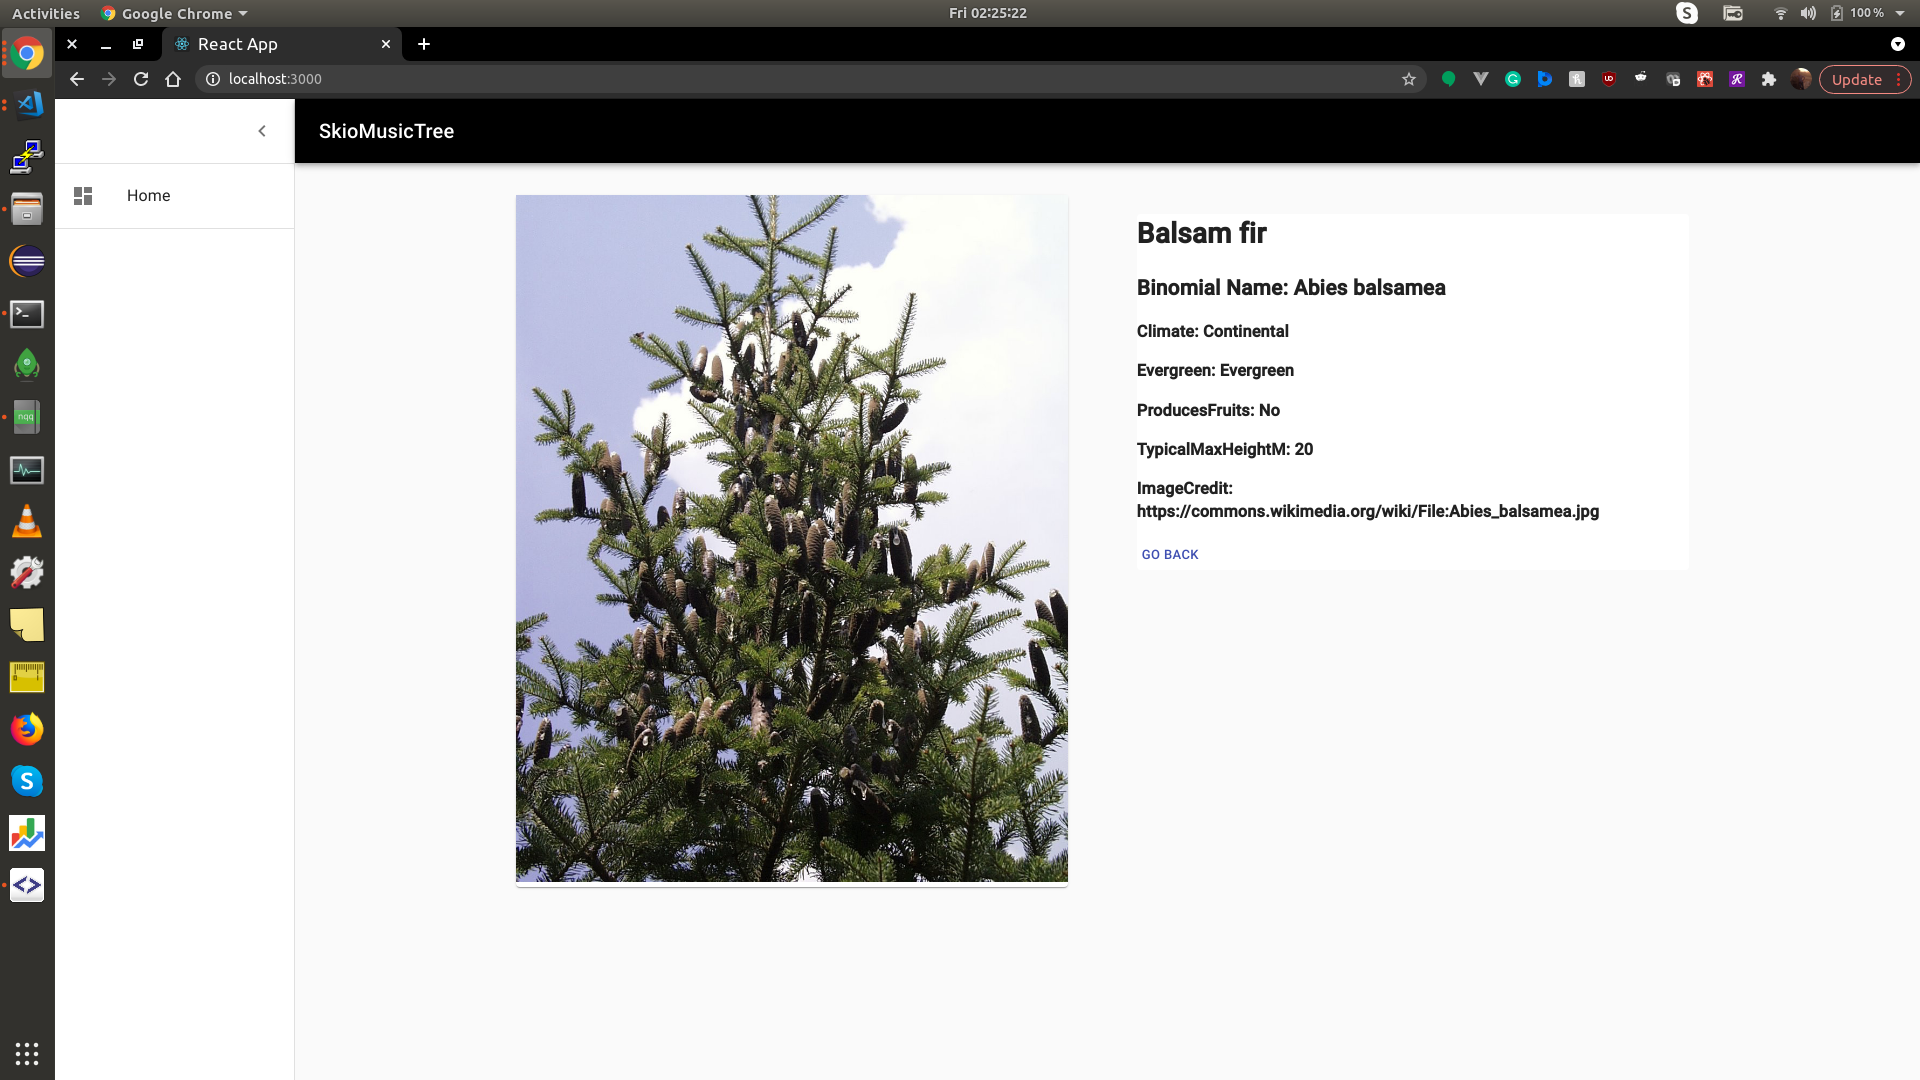 Activities
Google Chrome
Fri 02:25:22
100 %
React App
localhost:3000
Update
SkioMusicTree
Home
Balsam fir
Binomial Name: Abies balsamea
Climate: Continental
Evergreen: Evergreen
ProducesFruits: No
TypicalMaxHeightM: 20
ImageCredit:
https://commons.wikimedia.org/wiki/File:Abies_balsamea.jpg
GO BACK
nqq